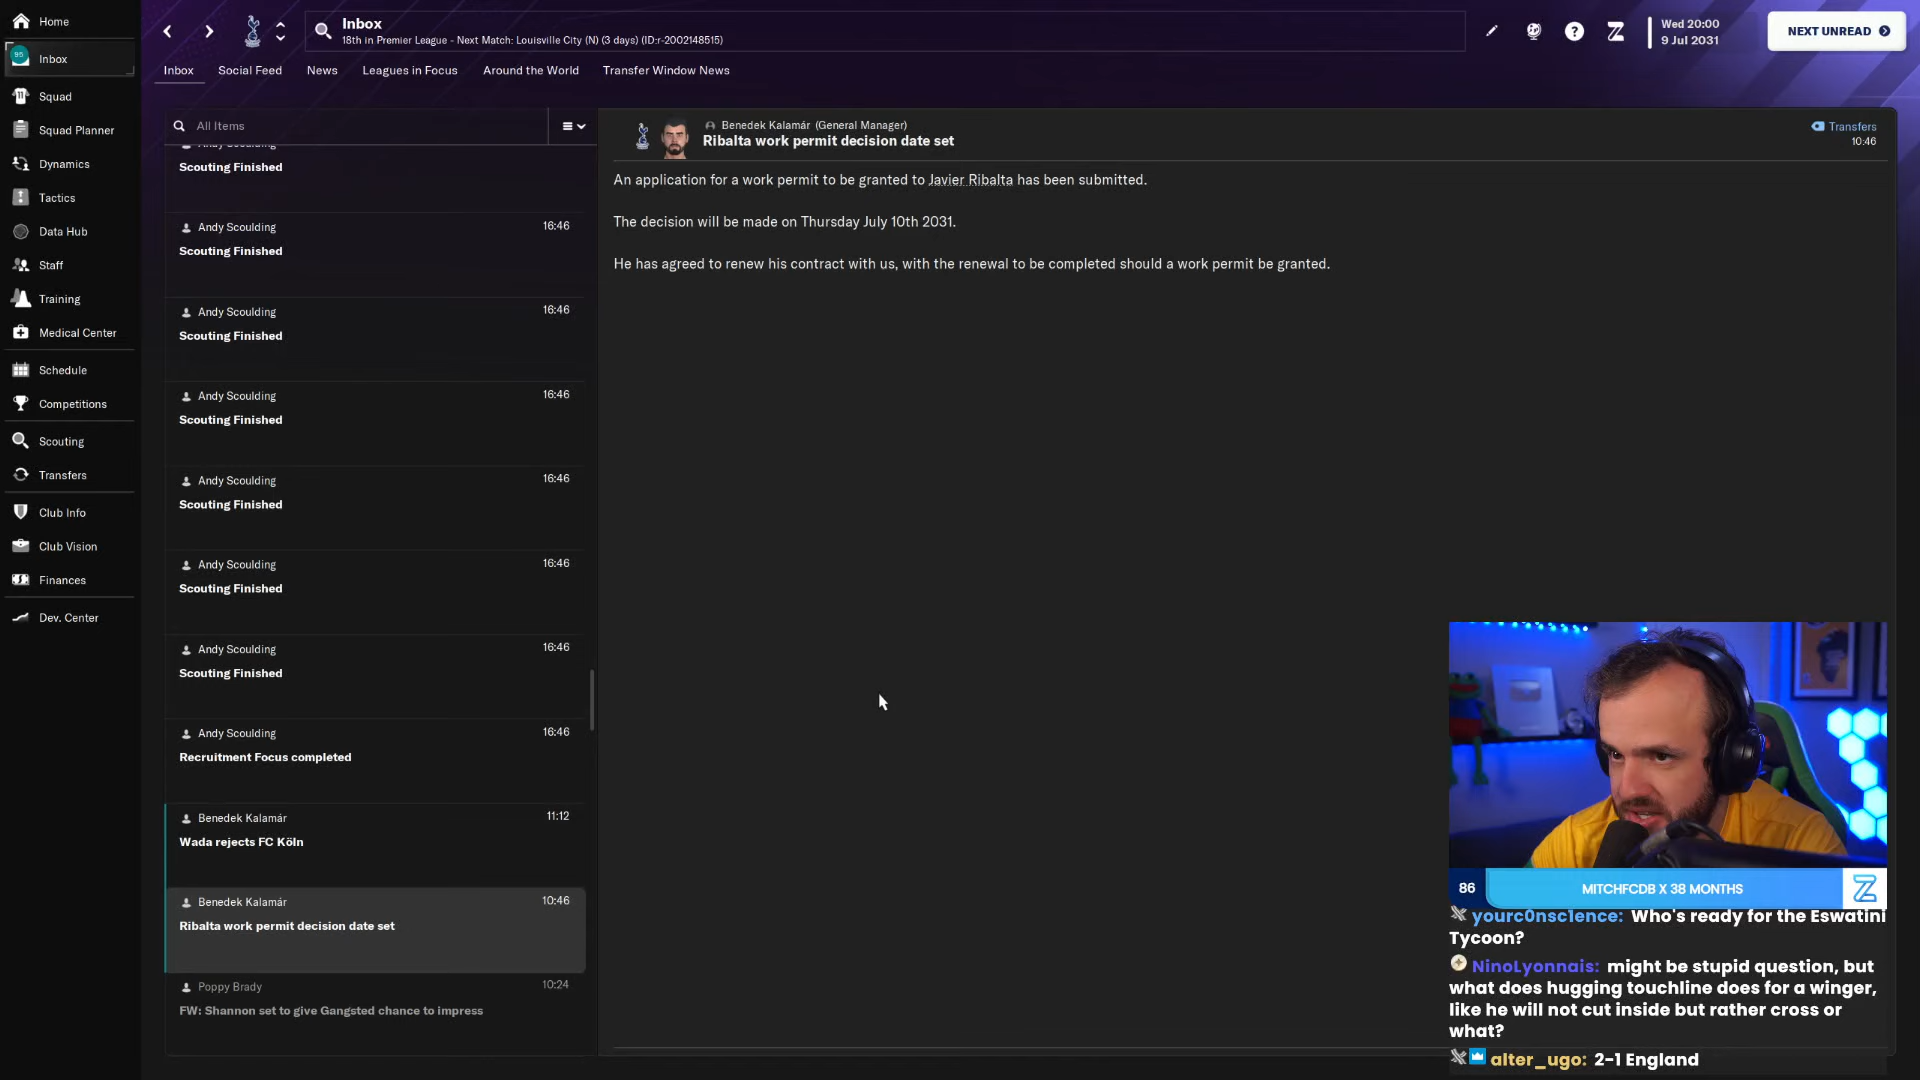 Home
95
Inbox
Squad
Squad Planner
Dynamics
Tactics
Data Hub
Staff
Training
Medical Center
Schedule
Competitions
Scouting
Transfers
Club Info
Club Vision
Finances
Dev. Center
Inbox
18th in Premier League - Next Match: Louisville City (N) (3 days) (ID:r-2002148515)
Wed 20:00
9 Jul 2031
NEXT UNREAD
Inbox
Social Feed
News
Leagues in Focus
Around the World
Transfer Window News
All Items
Andy Scoulding
Scouting Finished
Andy Scoulding 16:46
Scouting Finished
Andy Scoulding 16:46
Scouting Finished
Andy Scoulding 16:46
Scouting Finished
Andy Scoulding 16:46
Scouting Finished
Andy Scoulding 16:46
Scouting Finished
Andy Scoulding 16:46
Scouting Finished
Andy Scoulding 16:46
Recruitment Focus completed
Benedek Kalamár 11:12
Wada rejects FC Köln
Benedek Kalamár 10:46
Ribalta work permit decision date set
Poppy Brady 10:24
FW: Shannon set to give Gangsted chance to impress
Benedek Kalamár (General Manager)
Ribalta work permit decision date set
Transfers
10:46
An application for a work permit to be granted to Javier Ribalta has been submitted.
The decision will be made on Thursday July 10th 2031.
He has agreed to renew his contract with us, with the renewal to be completed should a work permit be granted.
86
MITCHFCDB X 38 MONTHS
yourc0nsc1ence: Who's ready for the Eswatini
Tycoon?
NinoLyonnais: might be stupid question, but
what does hugging touchline does for a winger,
like he will not cut inside but rather cross or
what?
alter_ugo: 2-1 England